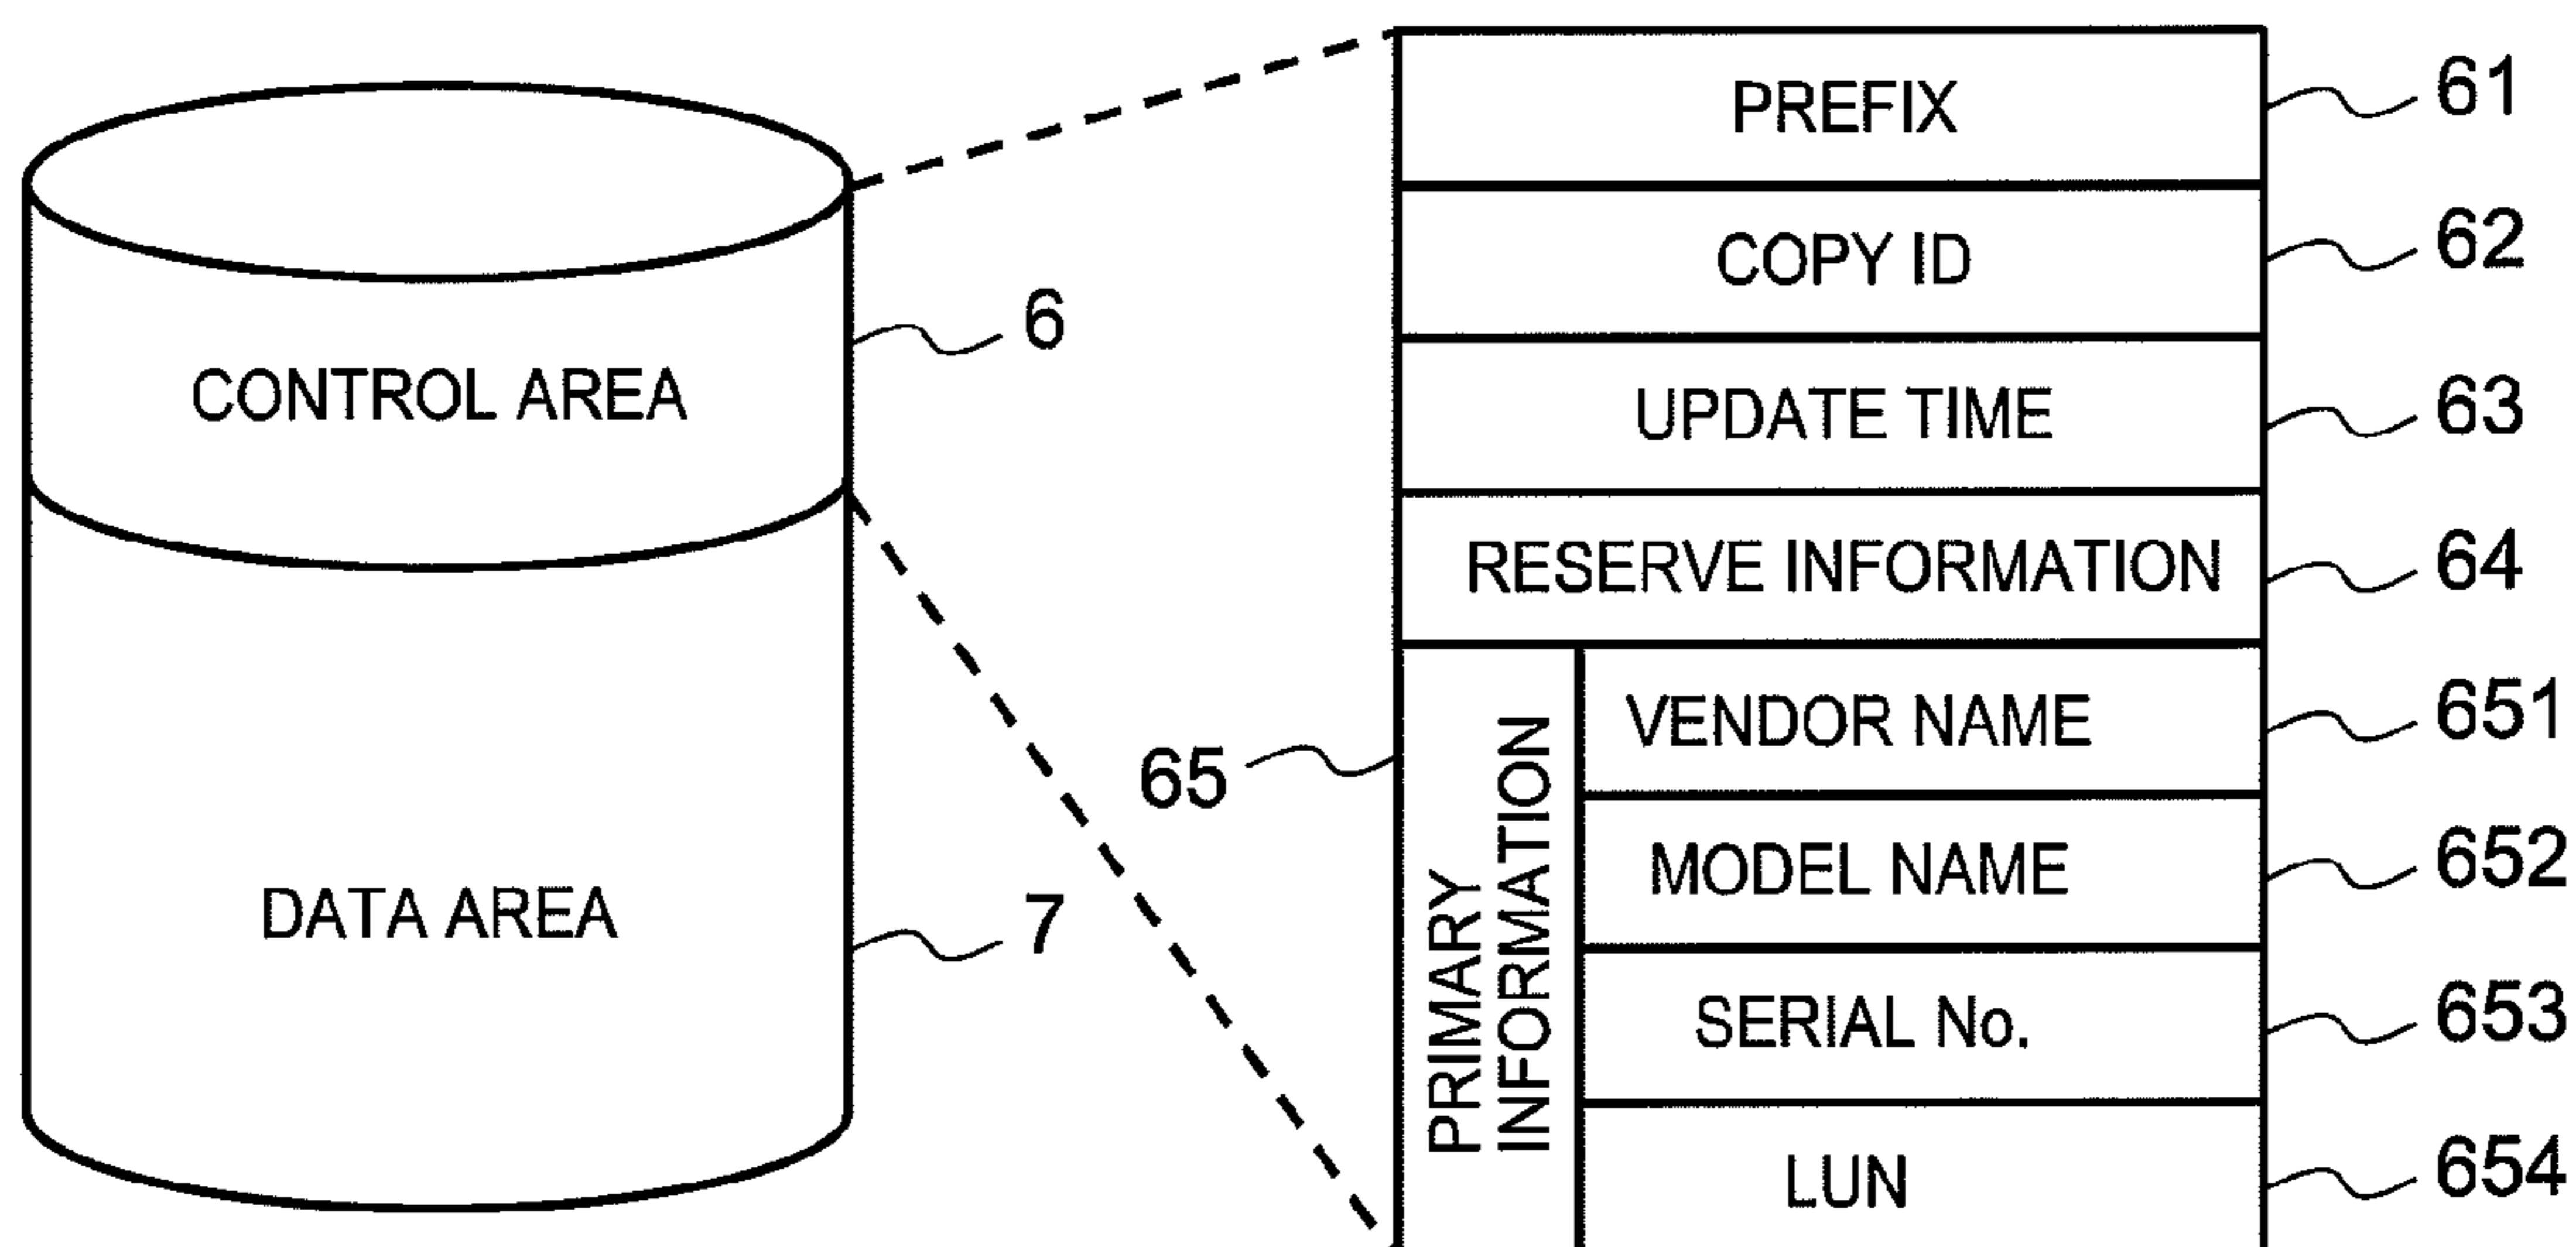 CONTROL AREA
6
DATA AREA
7
PREFIX
61
COPY ID
62
UPDATE TIME
63
RESERVE INFORMATION
64
65
PRIMARY
INFORMATION
VENDOR NAME
651
MODEL NAME
652
SERIAL No.
653
LUN
654